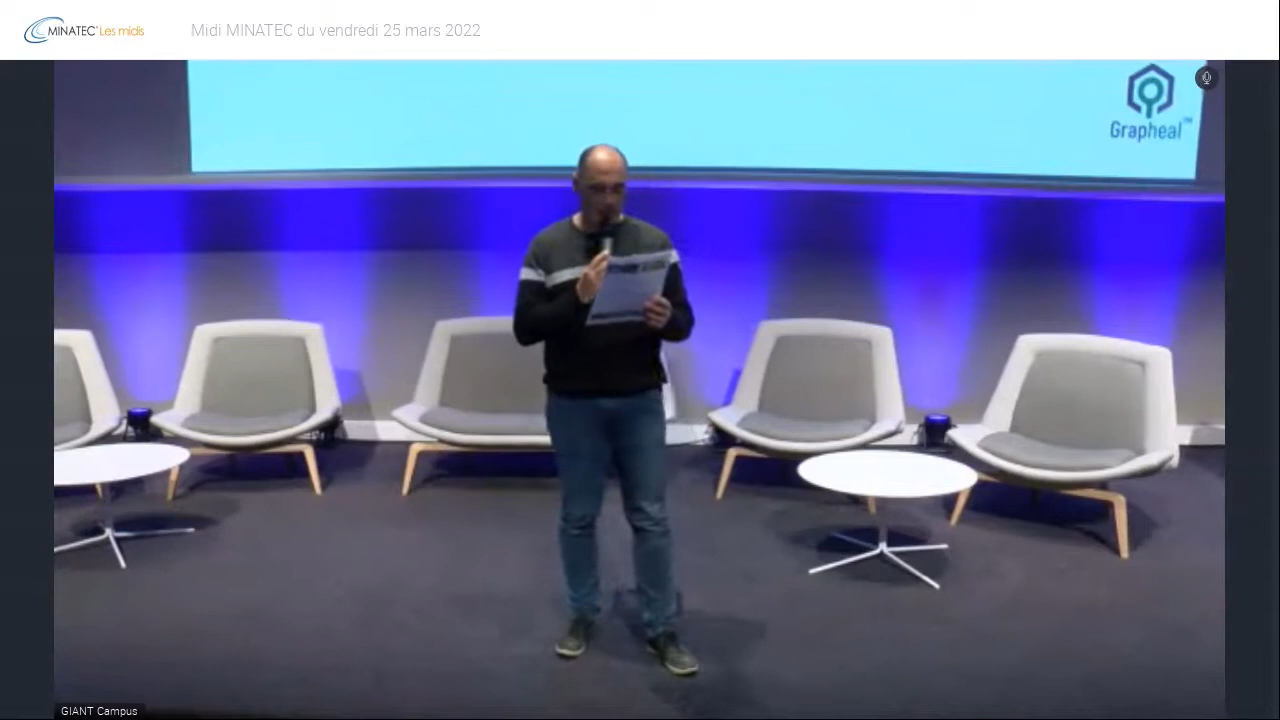 MINATEC® Les midis
Midi MINATEC du vendredi 25 mars 2022
Grapheal™
GIANT Campus